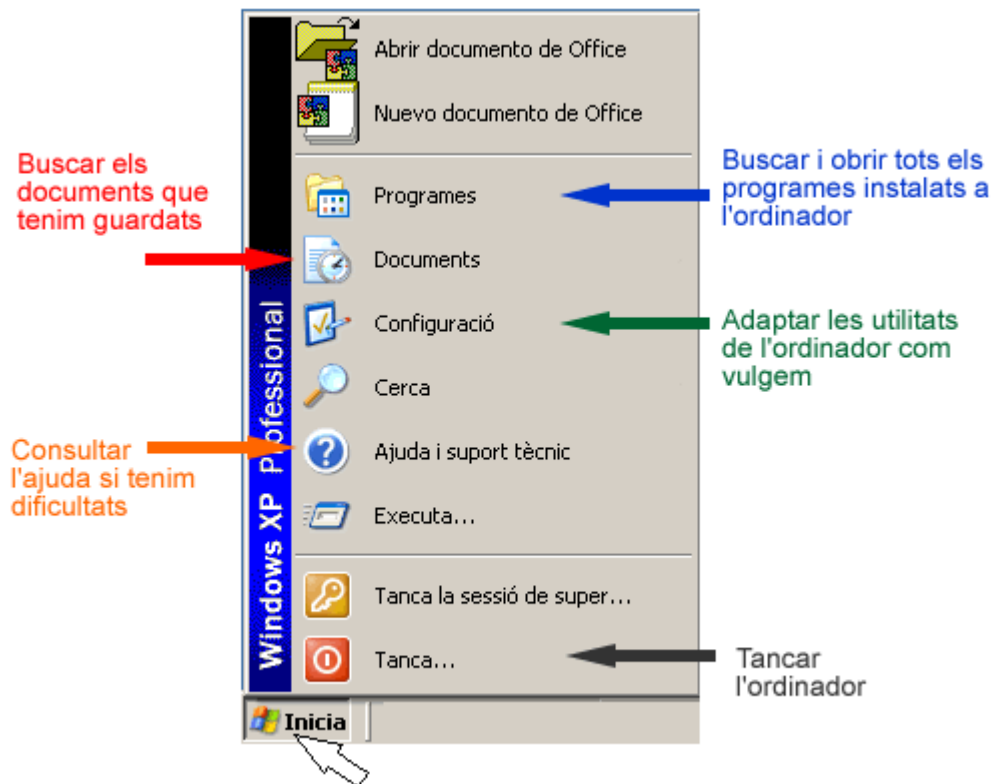 Abrir documento de Office
Nuevo documento de Office
Buscar els
documents que
tenim guardats
Programes
Buscar i obrir tots els
programes instalats a
l'ordinador
Documents
Configuració
Adaptar les utilitats
de l'ordinador com
vulgem
Cerca
Consultar
l'ajuda si tenim
dificultats
Ajuda i suport tècnic
Executa...
Tanca la sessió de super...
Tanca...
Tancar
l'ordinador
Windows XP Professional
Inicia